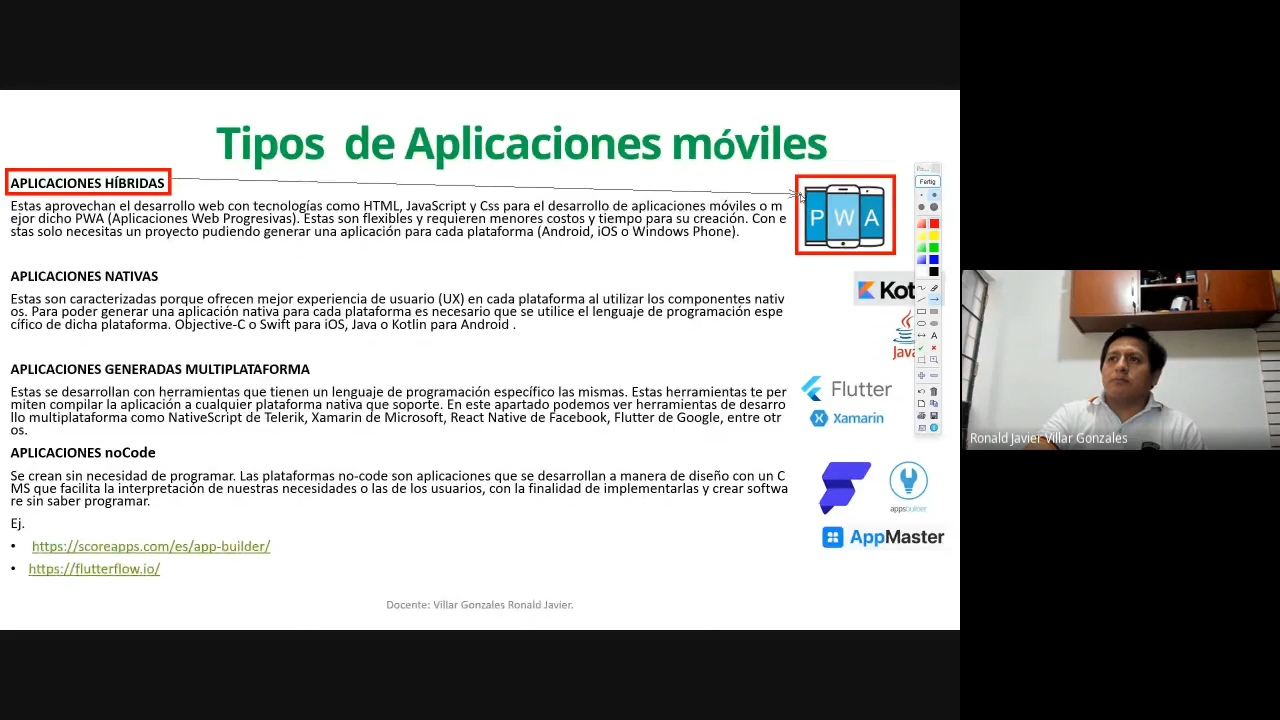 Tipos de Aplicaciones móviles
APLICACIONES HÍBRIDAS
Estas aprovechan el desarrollo web con tecnologías como HTML, JavaScript y Css para el desarrollo de aplicaciones móviles o m
ejor dicho PWA (Aplicaciones Web Progresivas). Estas son flexibles y requieren menores costos y tiempo para su creación. Con e
stas solo necesitas un proyecto pudiendo generar una aplicación para cada plataforma (Android, iOS o Windows Phone).
PWA
APLICACIONES NATIVAS
Estas son caracterizadas porque ofrecen mejor experiencia de usuario (UX) en cada plataforma al utilizar los componentes nativ
os. Para poder generar una aplicación nativa para cada plataforma es necesario que se utilice el lenguaje de programación espe
cífico de dicha plataforma. Objective-C o Swift para iOS, Java o Kotlin para Android .
Kot
Java
APLICACIONES GENERADAS MULTIPLATAFORMA
Estas se desarrollan con herramientas que tienen un lenguaje de programación específico las mismas. Estas herramientas te per
miten compilar la aplicación a cualquier plataforma nativa que soporte. En este apartado podemos ver herramientas de desarro
llo multiplataforma como NativeScript de Telerik, Xamarin de Microsoft, React Native de Facebook, Flutter de Google, entre otr
os.
Flutter
Xamarin
APLICACIONES noCode
Se crean sin necesidad de programar. Las plataformas no-code son aplicaciones que se desarrollan a manera de diseño con un C
MS que facilita la interpretación de nuestras necesidades o las de los usuarios, con la finalidad de implementarlas y crear softwa
re sin saber programar.
Ej.
• https://scoreapps.com/es/app-builder/
• https://flutterflow.io/
appsbuilder
AppMaster
Docente: Villar Gonzales Ronald Javier.
Fertig
A
Ronald Javier Villar Gonzales